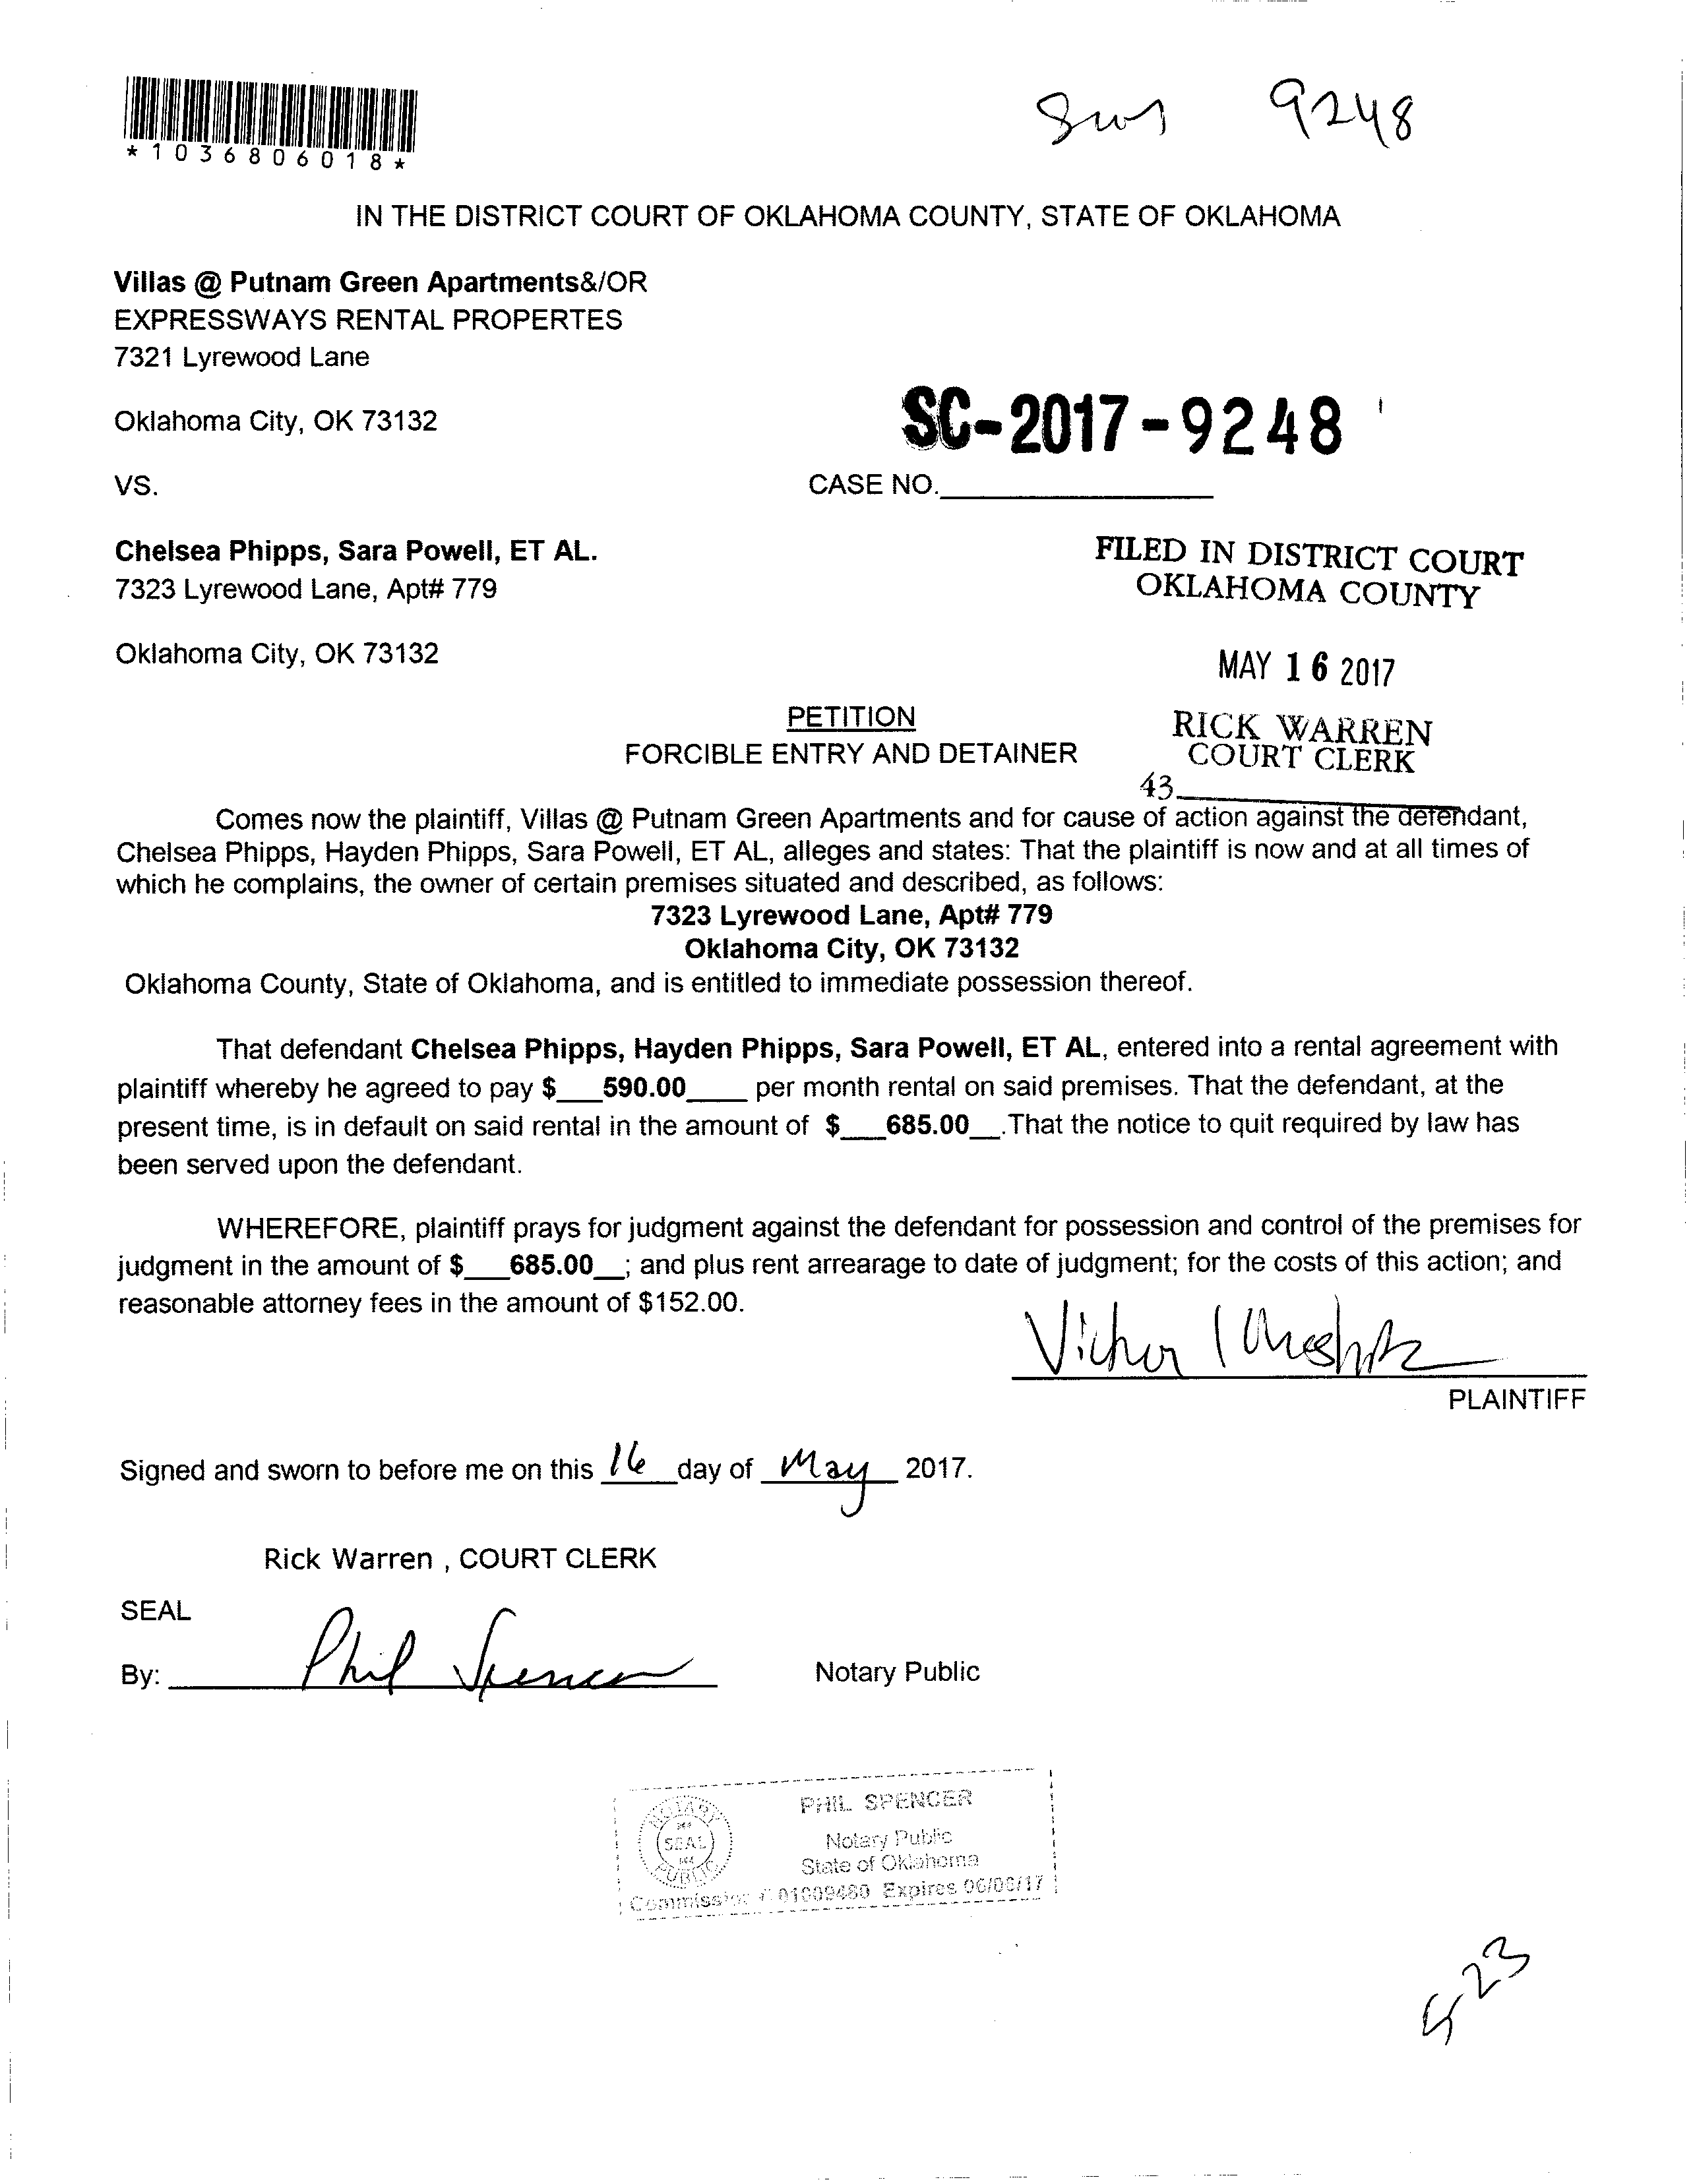 *1036806018*
9248
IN THE DISTRICT COURT OF OKLAHOMA COUNTY, STATE OF OKLAHOMA
Villas @ Putnam Green Apartments&/OR
EXPRESSWAYS RENTAL PROPERTES
7321 Lyrewood Lane
Oklahoma City, OK 73132
SC-2017-9248
VS.
CASE NO.
Chelsea Phipps, Sara Powell, ET AL.
7323 Lyrewood Lane, Apt# 779
Oklahoma City, OK 73132
FILED IN DISTRICT COURT
OKLAHOMA COUNTY
MAY 16 2017
RICK WARREN
COURT CLERK
43
PETITION
FORCIBLE ENTRY AND DETAINER
Comes now the plaintiff, Villas @ Putnam Green Apartments and for cause of action against the defendant,
Chelsea Phipps, Hayden Phipps, Sara Powell, ET AL, alleges and states: That the plaintiff is now and at all times of
which he complains, the owner of certain premises situated and described, as follows:
7323 Lyrewood Lane, Apt# 779
Oklahoma City, OK 73132
Oklahoma County, State of Oklahoma, and is entitled to immediate possession thereof.
That defendant Chelsea Phipps, Hayden Phipps, Sara Powell, ET AL, entered into a rental agreement with
plaintiff whereby he agreed to pay $___590.00____ per month rental on said premises. That the defendant, at the
present time, is in default on said rental in the amount of $___685.00__.That the notice to quit required by law has
been served upon the defendant.
WHEREFORE, plaintiff prays for judgment against the defendant for possession and control of the premises for
judgment in the amount of $___685.00__; and plus rent arrearage to date of judgment; for the costs of this action; and
reasonable attorney fees in the amount of $152.00.
Victor
PLAINTIFF
Signed and sworn to before me on this 16 day of May 2017.
Rick Warren , COURT CLERK
SEAL
By: Phil Spencer Notary Public
NOTARY
SEAL
PUBLIC
PHIL SPENCER
Notary Public
State of Oklahoma
Commission # 01009480 Expires 06/08/17
5 23